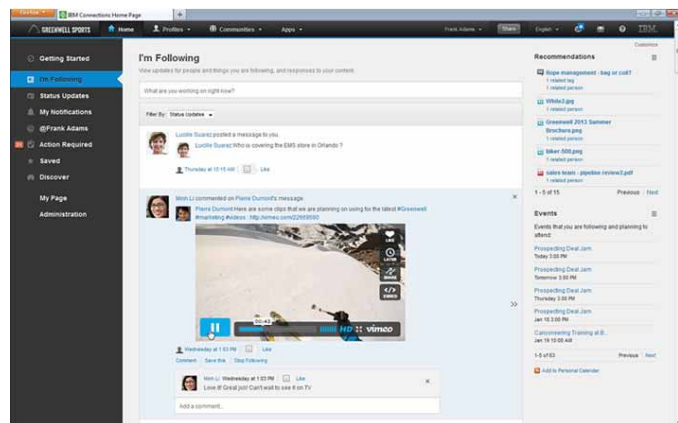 Firefox
IBM Connections Home Page
GREENWELL SPORTS
Home
Profiles
Communities
Apps
Frank Adams
Share
English
IBM
Customize
Getting Started
I'm Following
Status Updates
My Notifications
@Frank Adams
Action Required
Saved
Discover
My Page
Administration
I'm Following
View updates for people and things you are following, and responses to your content.
What are you working on right now?
Filter By: Status Updates
Lucille Suarez posted a message to you.
Lucille Suarez Who is covering the EMS store in Orlando ?
Thursday at 10:15 AM Like
Minh Li commented on Pierre Dumont's message.
Pierre Dumont Here are some clips that we are planning on using for the latest #Greenwell
#marketing #videos :
LIKE
LATER
SHARE
EMBED
00:43
HD vimeo
Wednesday at 1:03 PM Like
Comment Save this Stop Following
Minh Li Wednesday at 1:03 PM Like
Love it! Great job! Can't wait to see it on TV
Add a comment...
Recommendations
Rope management - bag or coil?
1 related tag
1 related person
White2.jpg
1 related person
Greenwell 2013 Summer
Brochure.png
1 related person
biker-500.png
1 related person
sales team - pipeline review3.pdf
1 related person
1 - 5 of 15 Previous Next
Events
Events that you are following and planning to
attend:
Prospecting Deal Jam
Today 3:00 PM
Prospecting Deal Jam
Tomorrow 3:00 PM
Prospecting Deal Jam
Thursday 3:00 PM
Prospecting Deal Jam
Jan 18 3:00 PM
Canyoneering Training at B...
Jan 19 10:00 AM
Previous Next
Add to Personal Calendar